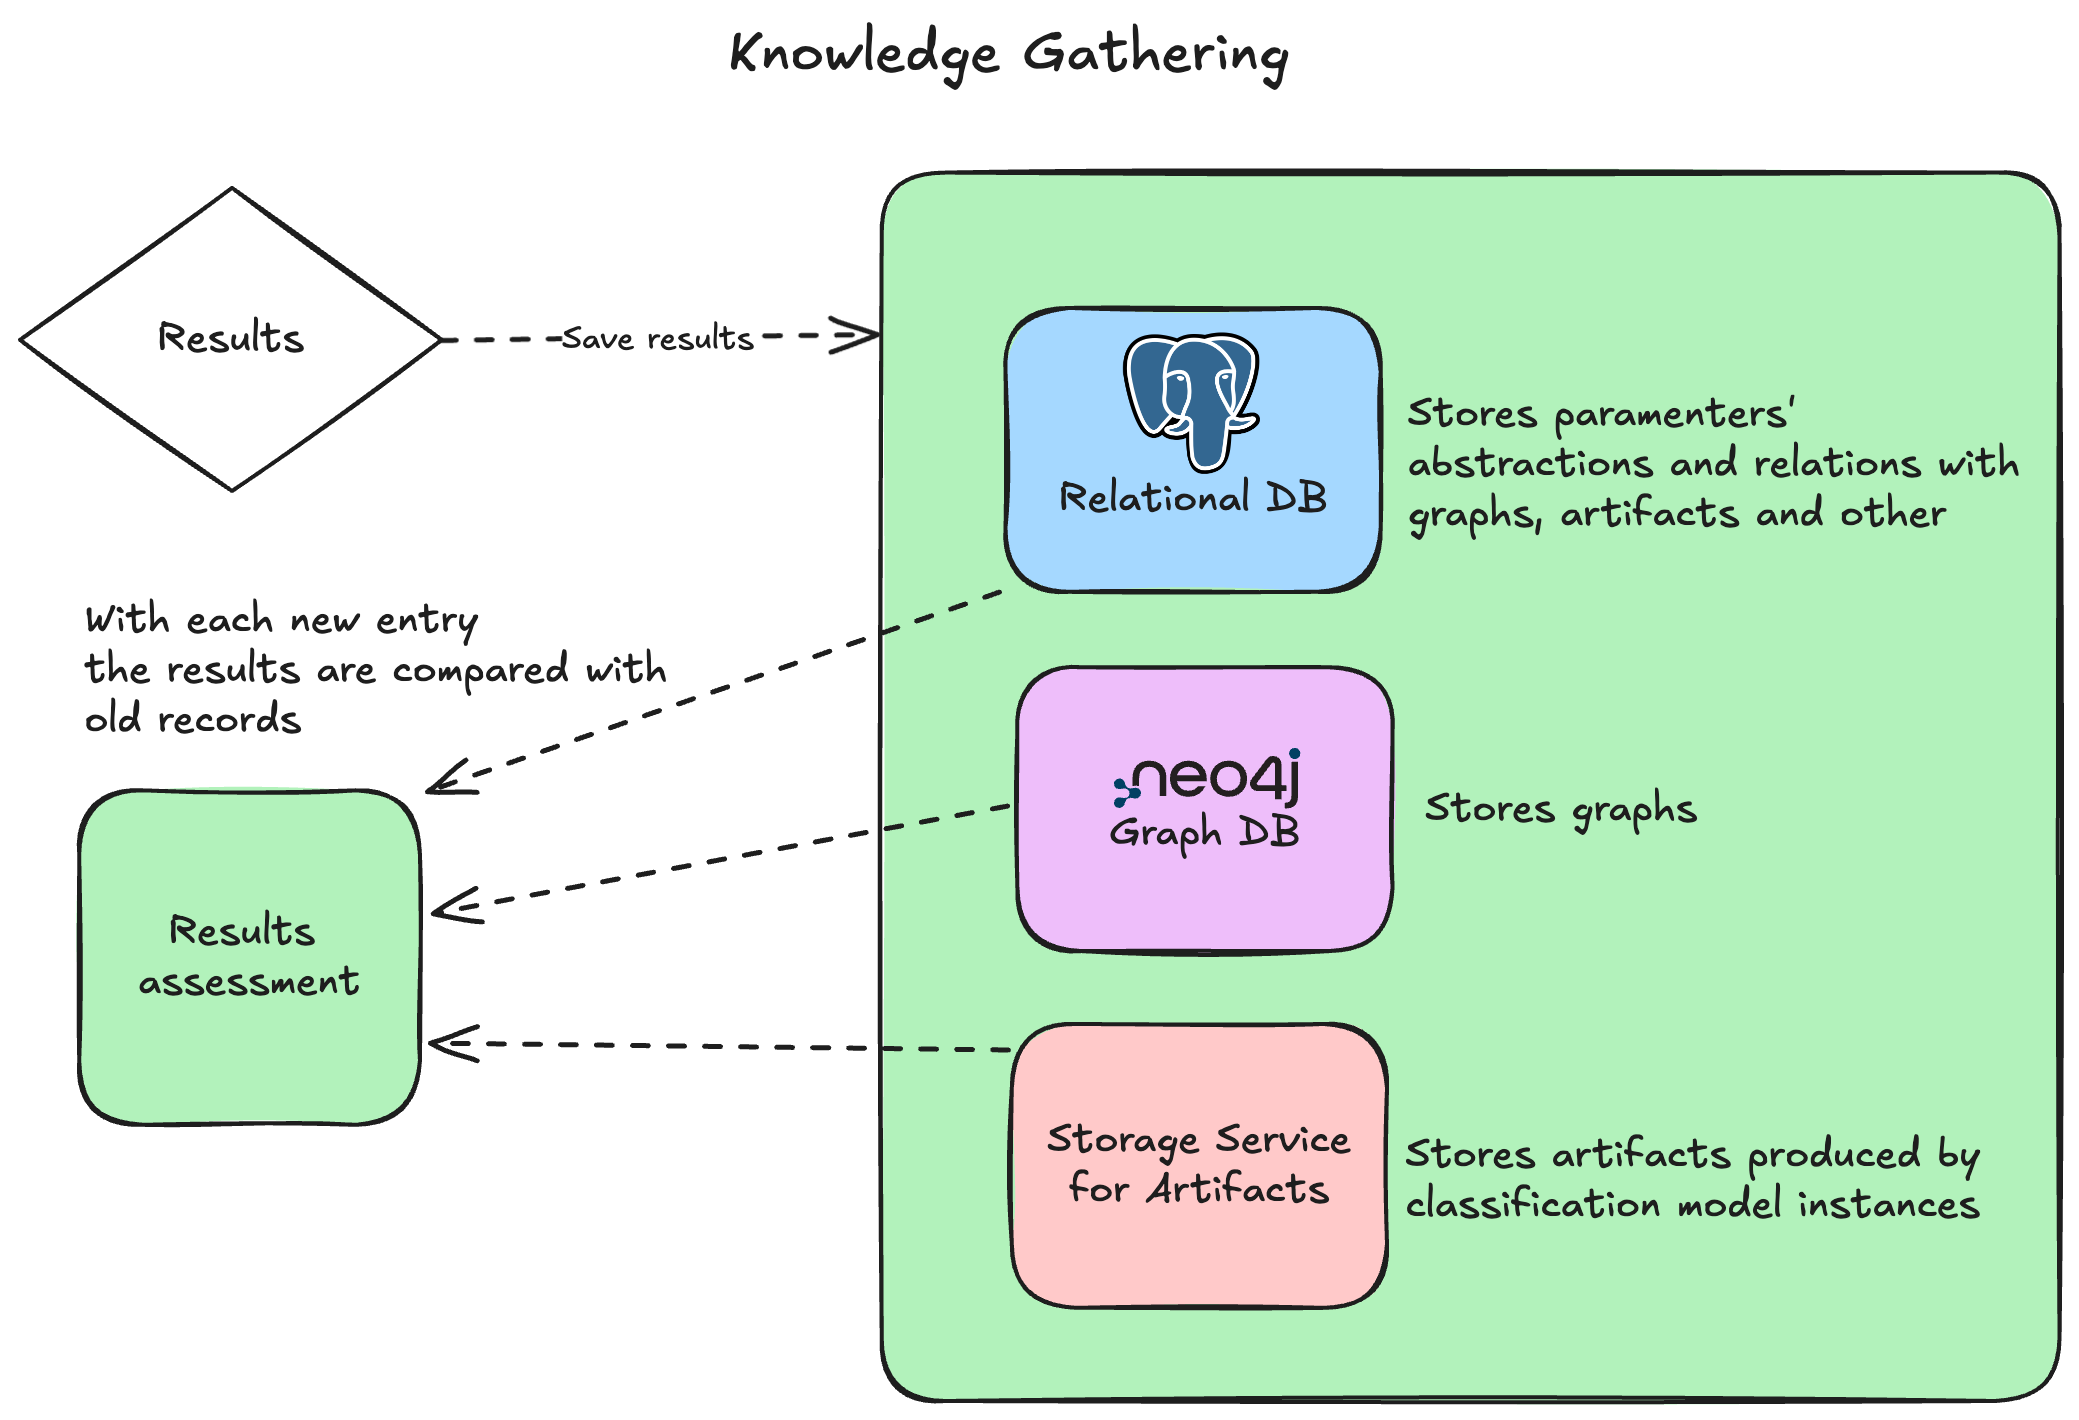 Knowledge Gathering
Results
Save results
Relational DB
Stores paramenters'
abstractions and relations with
graphs, artifacts and other
With each new entry
the results are compared with
old records
neo4j
Graph DB
Stores graphs
Results
assessment
Storage Service
for Artifacts
Stores artifacts produced by
classification model instances